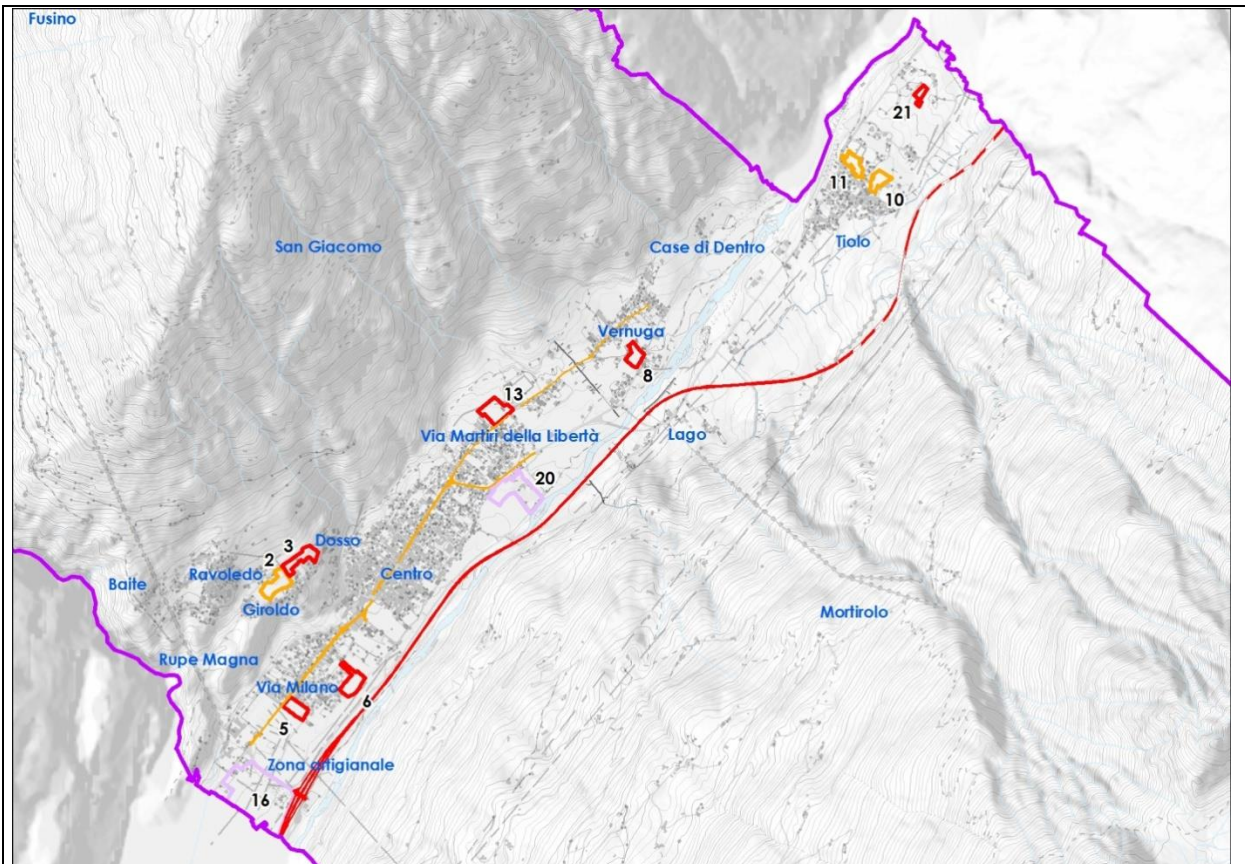 Fusino
21
11
10
San Giacomo
Case di Dentro
Tiolo
Vernuga
8
13
Via Martiri della Libertà
Lago
20
3
Dosso
2
Ravoledo
Centro
Baite
Giroldo
Mortirolo
Rupe Magna
Via Milano
6
5
Zona artigianale
16